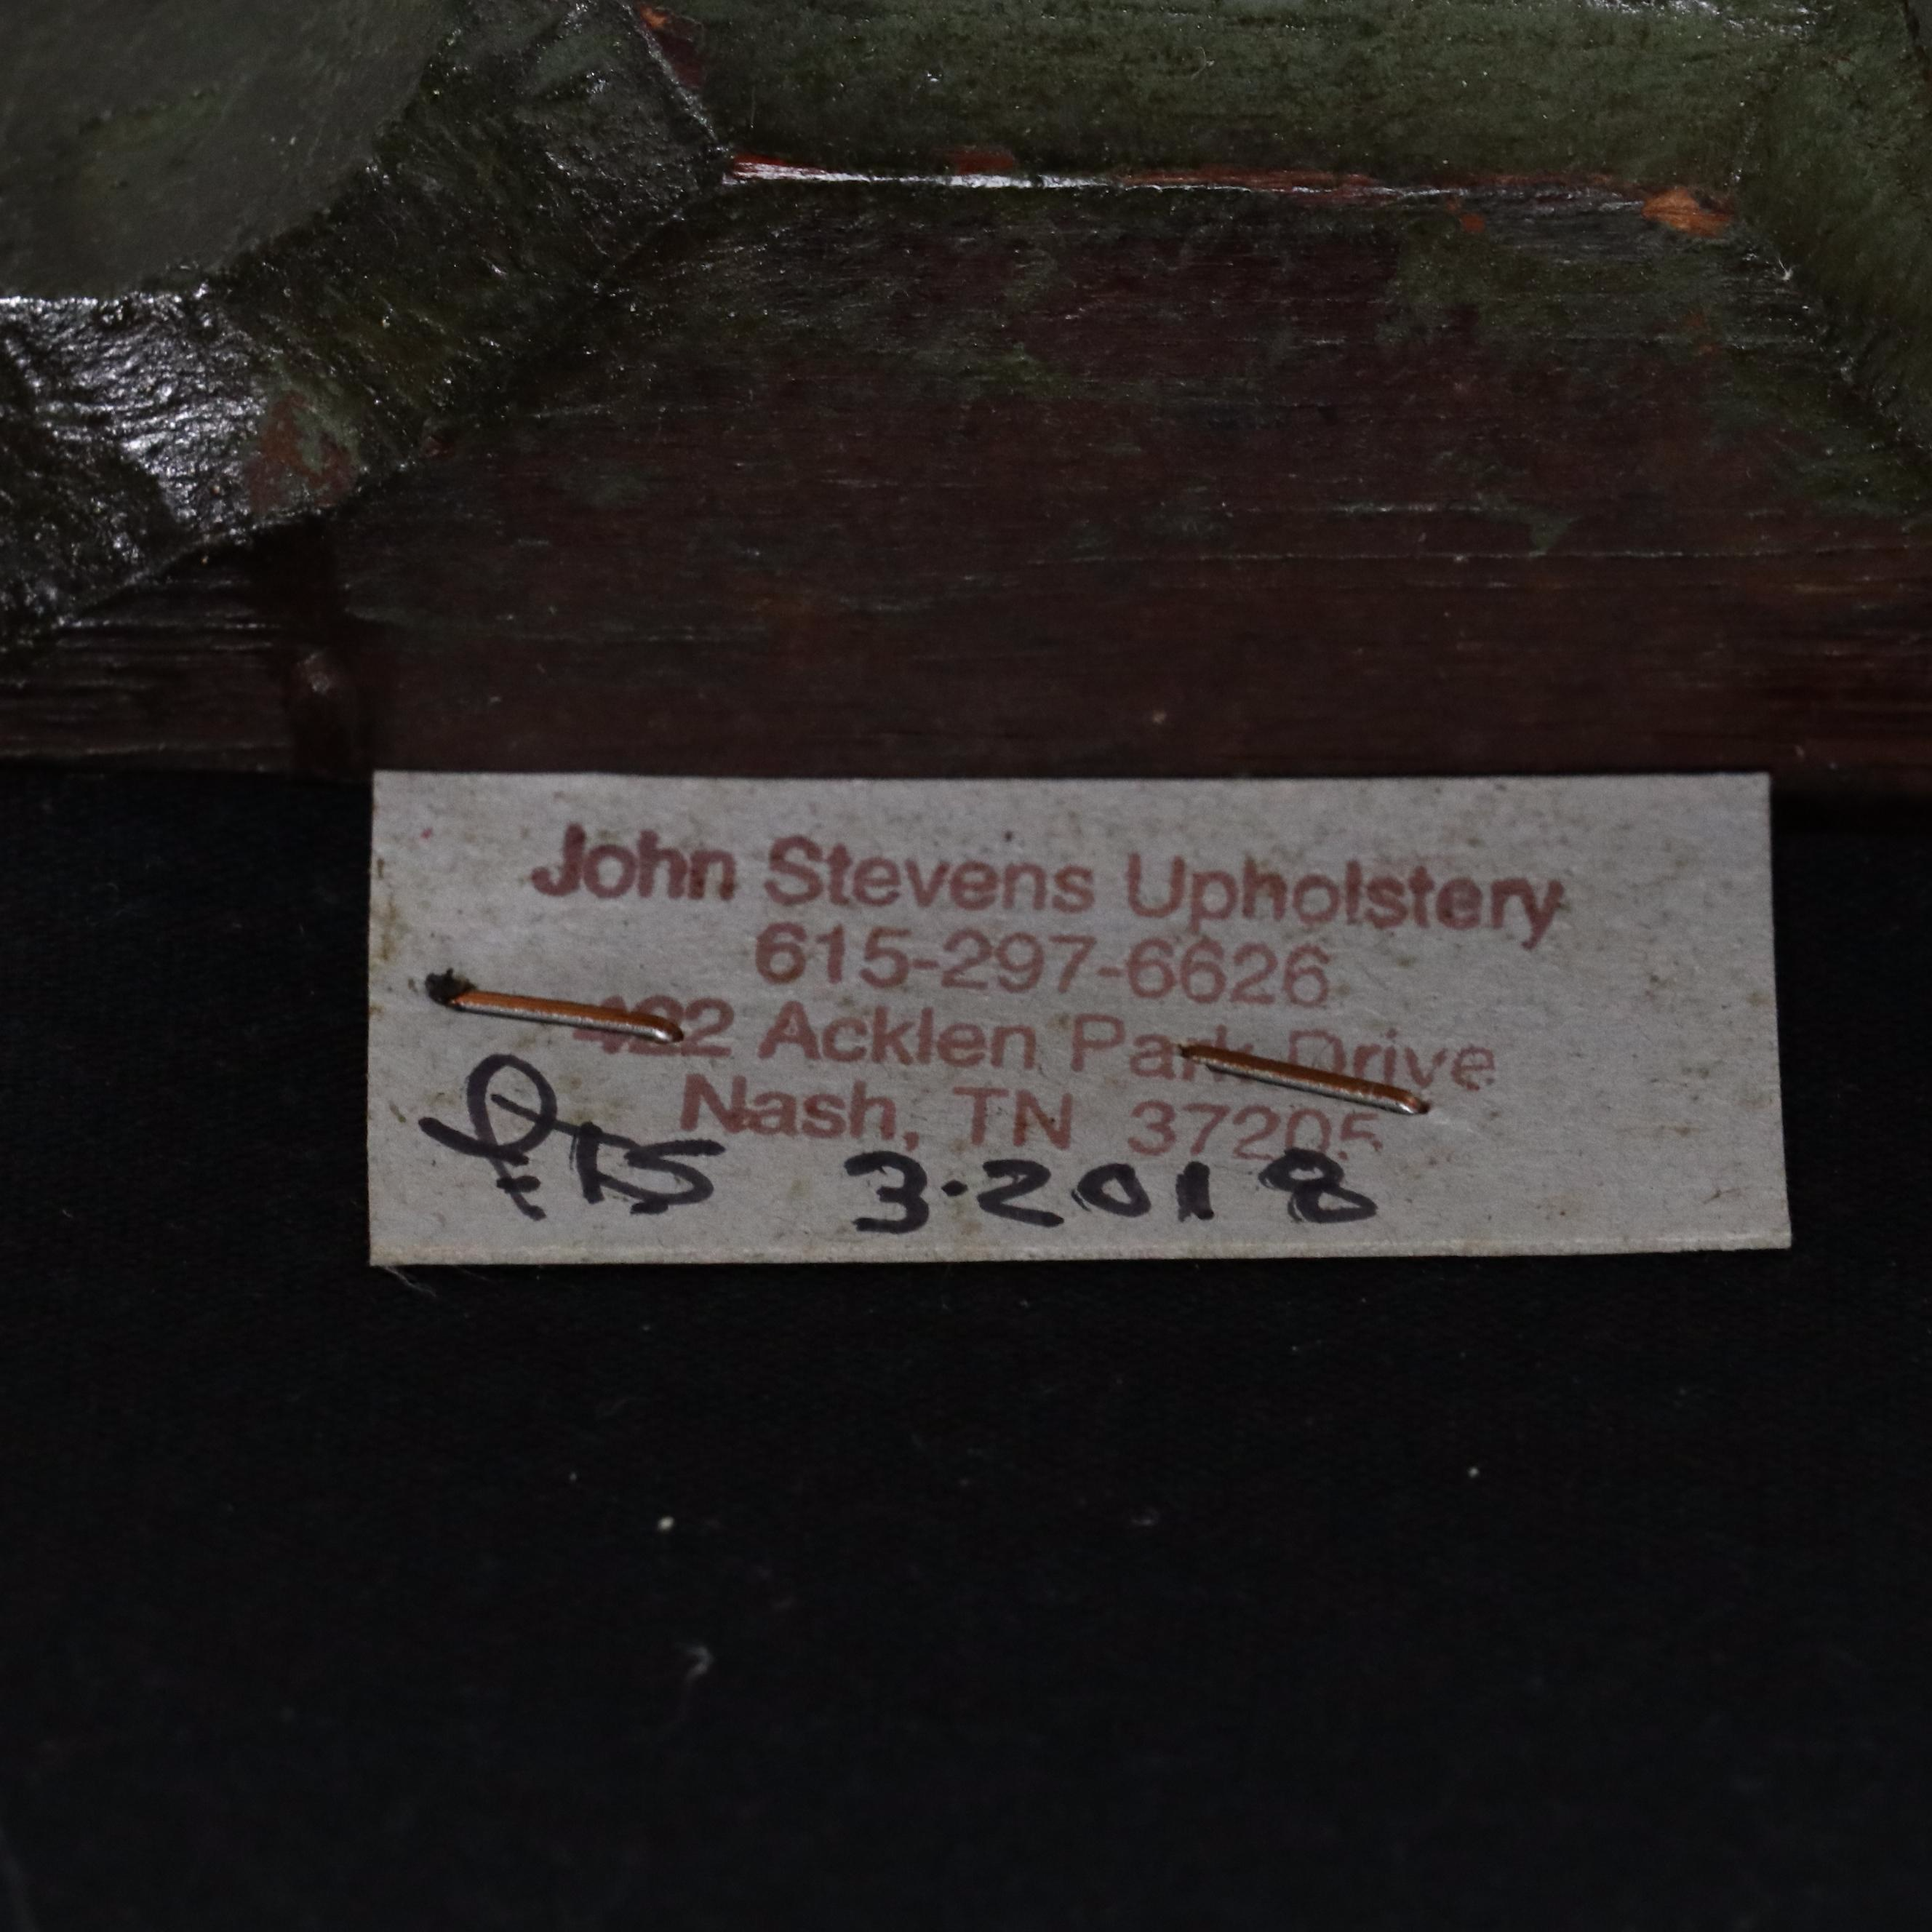 John Stevens Upholstery
615-297-6626
422 Acklen Park Drive
Nash, TN 37205
3·2018